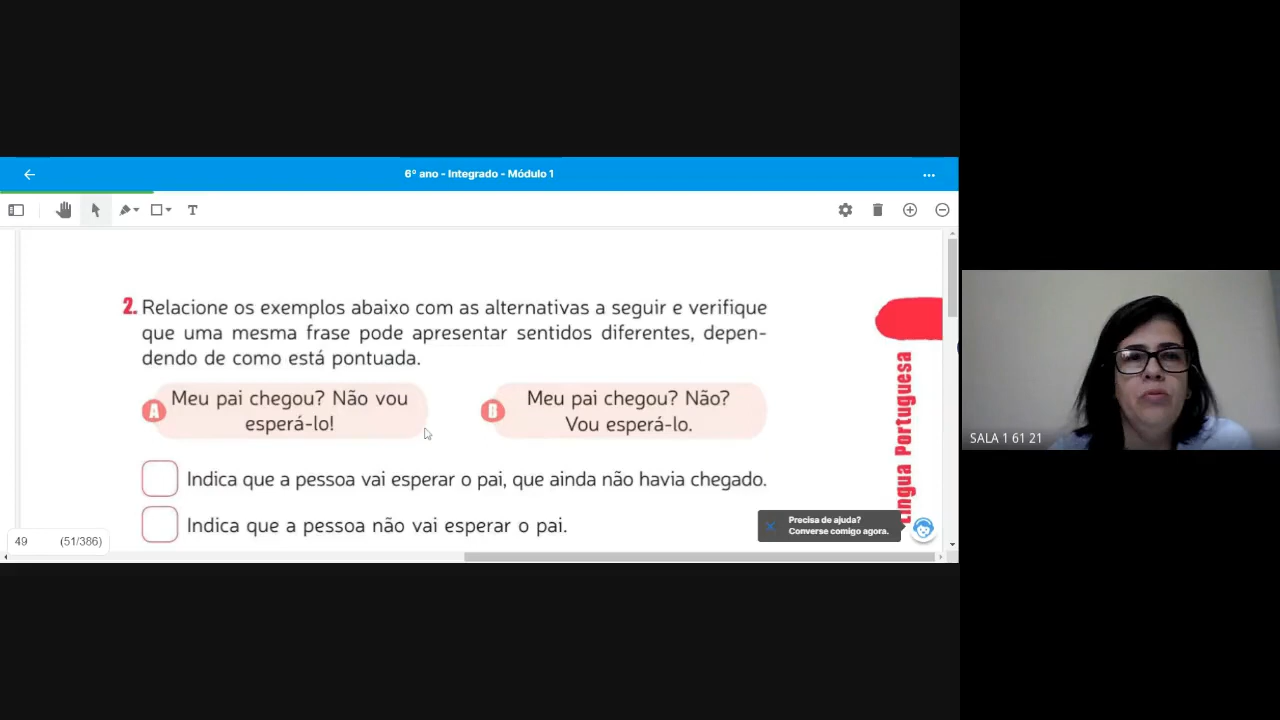 6º ano - Integrado - Módulo 1
T
2. Relacione os exemplos abaixo com as alternativas a seguir e verifique
que uma mesma frase pode apresentar sentidos diferentes, depen-
dendo de como está pontuada.
A Meu pai chegou? Não vou
esperá-lo!
B Meu pai chegou? Não?
Vou esperá-lo.
Indica que a pessoa vai esperar o pai, que ainda não havia chegado.
Indica que a pessoa não vai esperar o pai.
Língua Portuguesa
Precisa de ajuda?
Converse comigo agora.
49 (51/386)
SALA 1 61 21